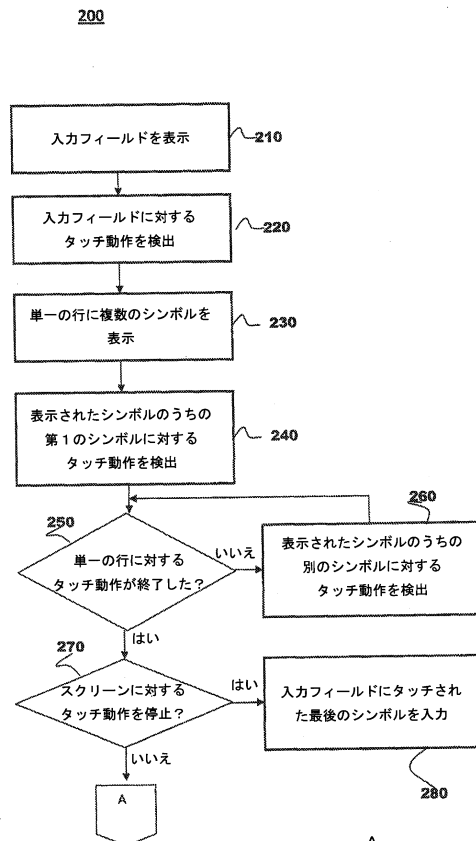 200
入力フィールドを表示
210
入力フィールドに対する
タッチ動作を検出
220
単一の行に複数のシンボルを
表示
230
表示されたシンボルのうちの
第１のシンボルに対する
タッチ動作を検出
240
250
単一の行に対する
タッチ動作が終了した？
いいえ
260
表示されたシンボルのうちの
別のシンボルに対する
タッチ動作を検出
はい
270
スクリーンに対する
タッチ動作を停止？
はい
入力フィールドにタッチされ
た最後のシンボルを入力
280
いいえ
A